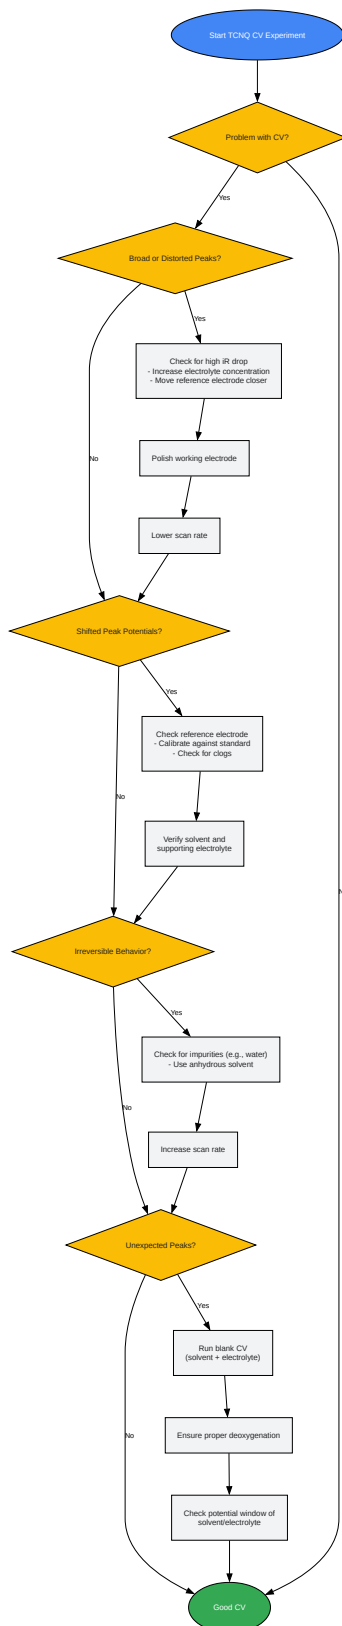 Start TCNQ CV Experiment
Problem with CV?
Yes
Broad or Distorted Peaks?
Yes
Check for high iR drop
- Increase electrolyte concentration
- Move reference electrode closer
Polish working electrode
No
Lower scan rate
Shifted Peak Potentials?
Yes
Check reference electrode
- Calibrate against standard
- Check for clogs
No
Verify solvent and
supporting electrolyte
Irreversible Behavior?
Yes
Check for impurities (e.g., water)
- Use anhydrous solvent
No
Increase scan rate
Unexpected Peaks?
Yes
Run blank CV
(solvent + electrolyte)
Ensure proper deoxygenation
No
Check potential window of
solvent/electrolyte
Good CV